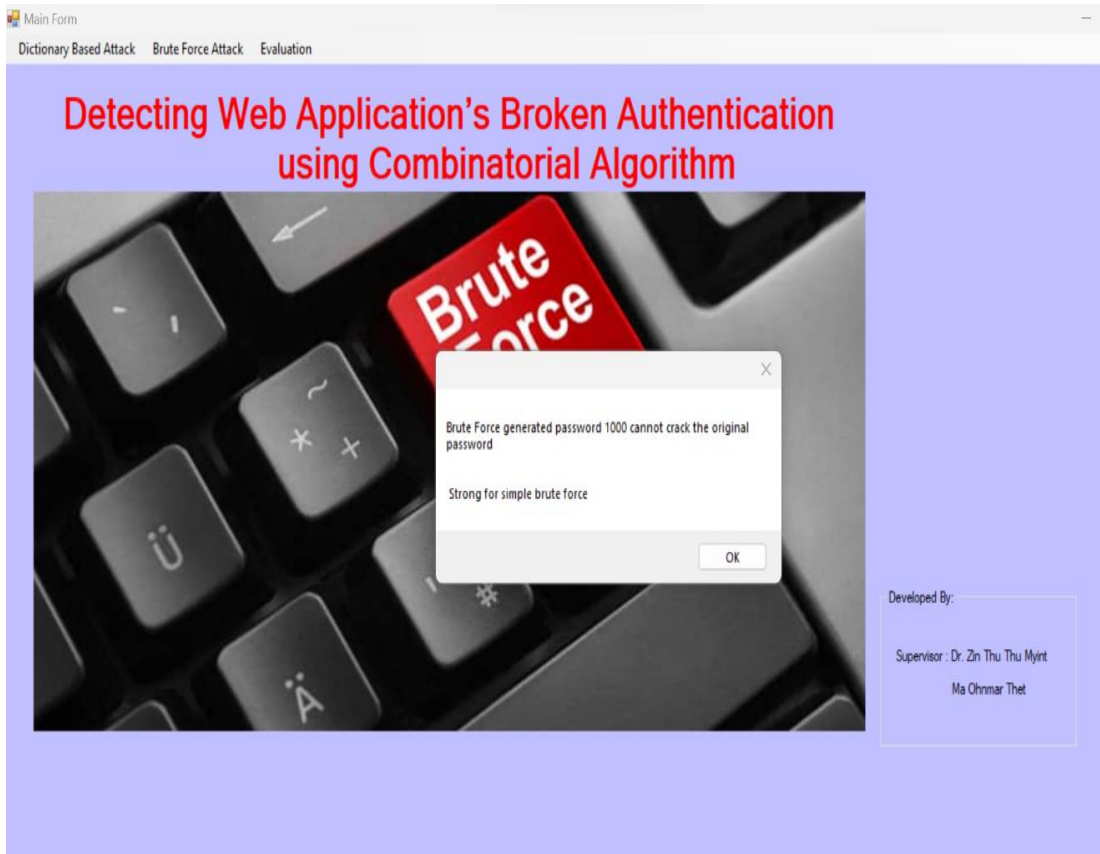 Main Form
Dictionary Based Attack Brute Force Attack Evaluation
Detecting Web Application's Broken Authentication
using Combinatorial Algorithm
Brute
Force
X
Brute Force generated password 1000 cannot crack the original
password
Strong for simple brute force
OK
~
* +
Ü
' #
Ä
Developed By:
Supervisor : Dr. Zin Thu Thu Myint
Ma Ohnmar Thet